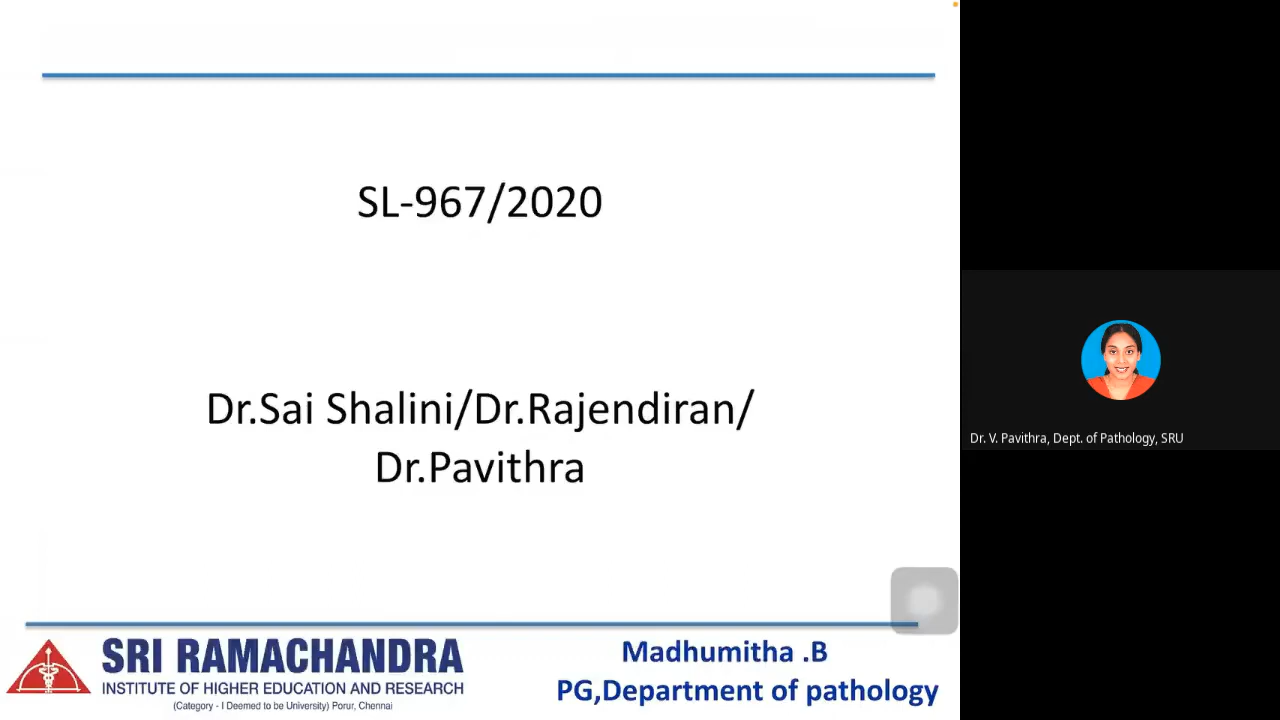 SL-967/2020
Dr.Sai Shalini/Dr.Rajendiran/
Dr.Pavithra
Dr. V. Pavithra, Dept. of Pathology, SRU
SRI RAMACHANDRA
INSTITUTE OF HIGHER EDUCATION AND RESEARCH
(Category - I Deemed to be University) Porur, Chennai
Madhumitha .B
PG,Department of pathology